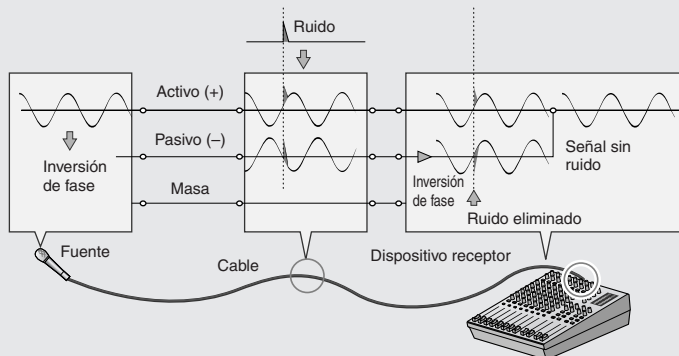 Ruido
Activo (+)
Pasivo (–)
Inversión
de fase
Masa
Inversión
de fase
Señal sin
ruido
Ruido eliminado
Fuente
Cable
Dispositivo receptor